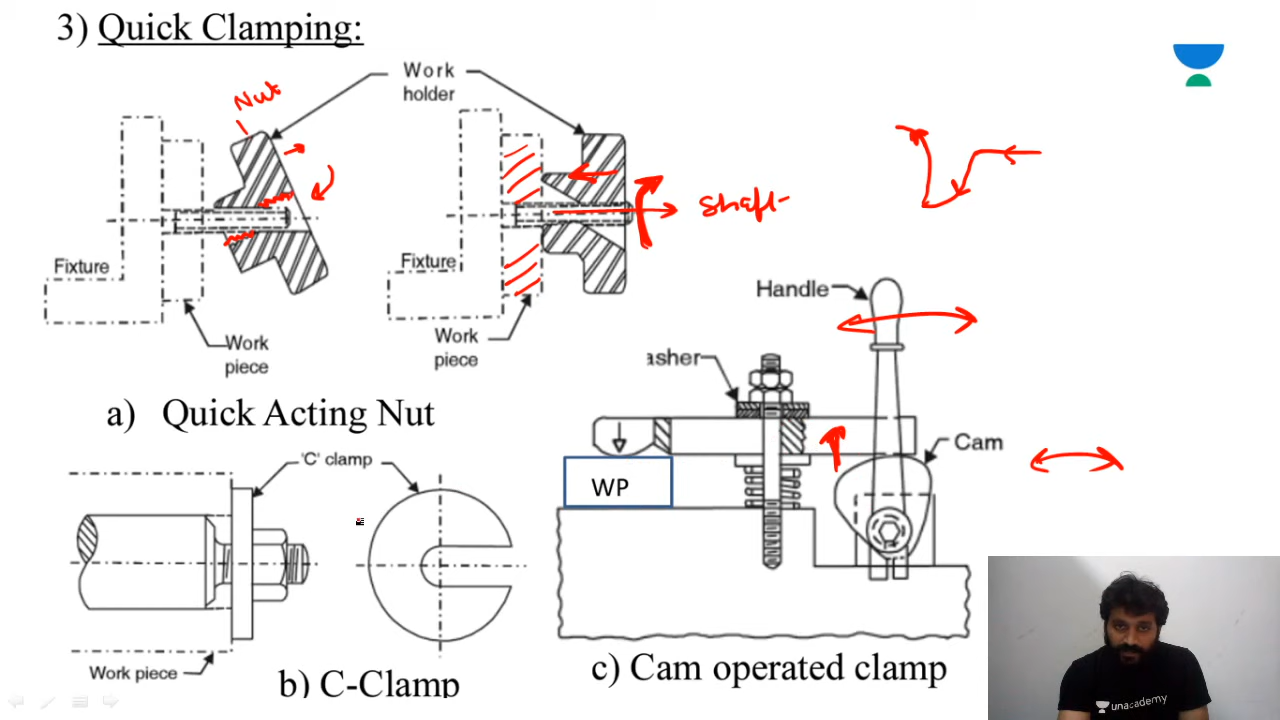 3) Quick Clamping:
Work
holder
Nut
Shaft
Fixture
Fixture
Work
piece
Work
piece
Handle
asher
a) Quick Acting Nut
Cam
'C' clamp
WP
Work piece
b) C-Clamp
c) Cam operated clamp
unacademy